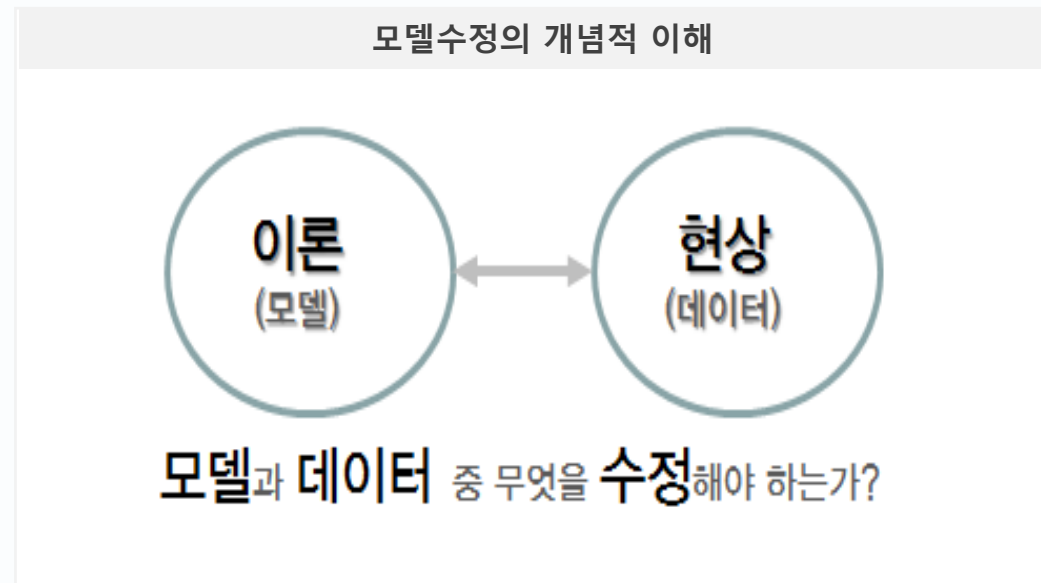 모델수정의 개념적 이해
이론
(모델)
현상
(데이터)
모델과 데이터 중 무엇을 수정해야 하는가?